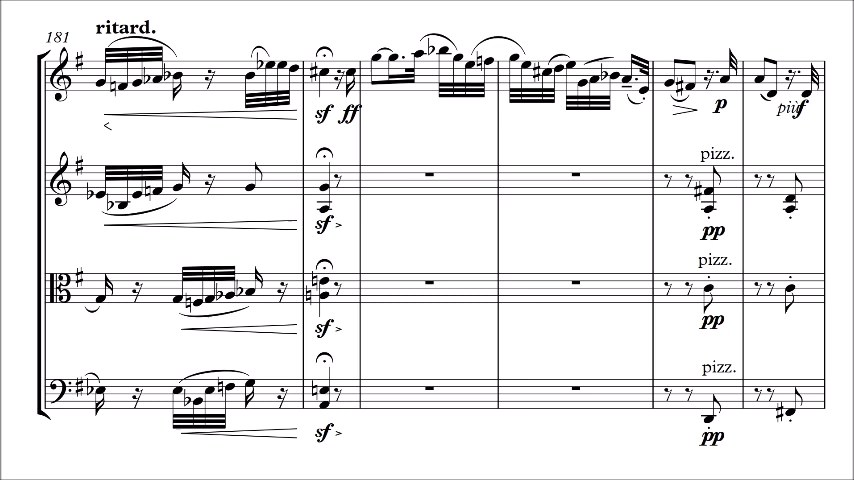 ritard.
181
sf ff
p
più f
pizz.
sf
pp
pizz.
sf
pp
pizz.
sf
pp